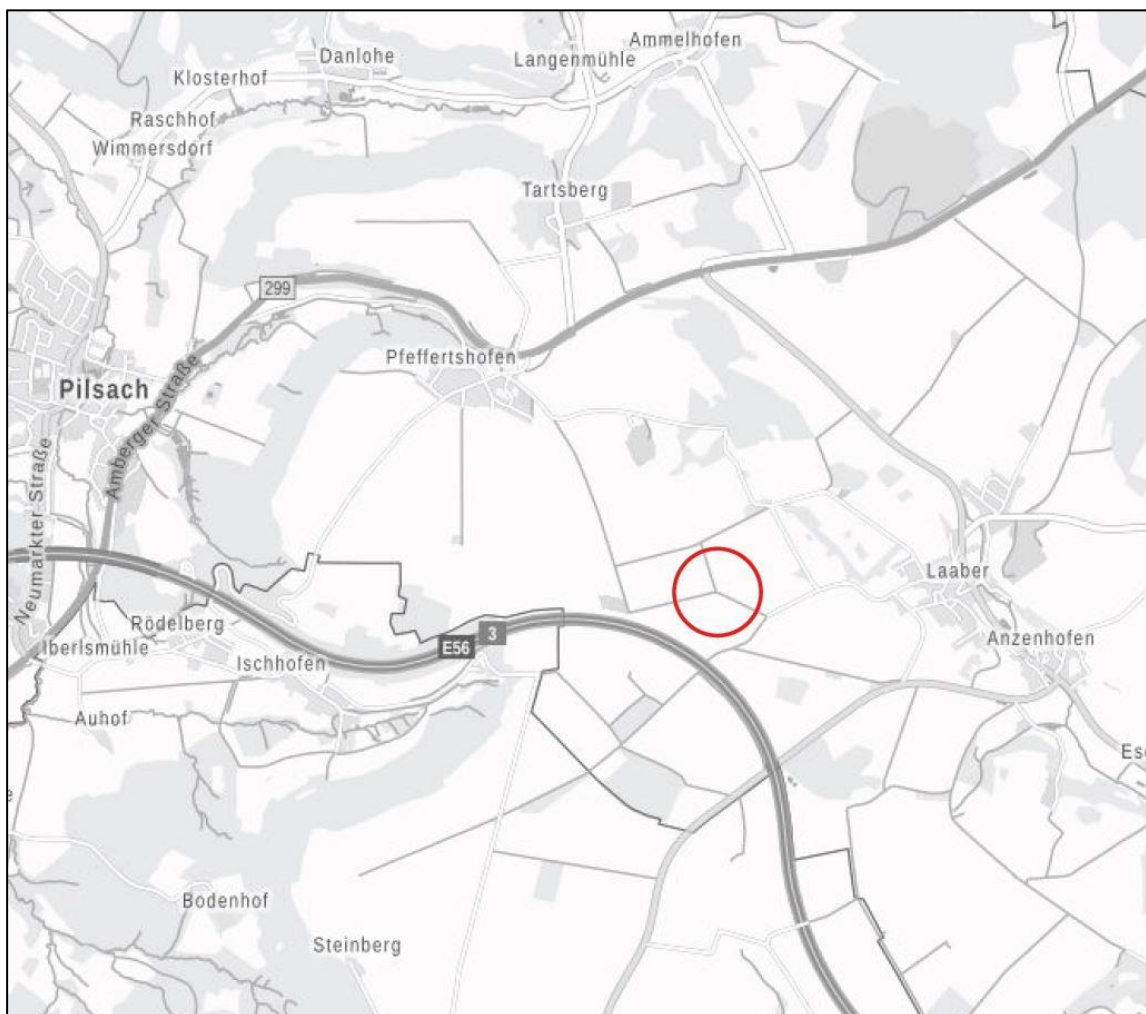 Ammelhofen
Danlohe
Langenmühle
Klosterhof
Raschhof
Wimmersdorf
Tartsberg
299
Pfeffertshofen
Pilsach
Amberger Straße
Neumarkter Straße
Laaber
Rödelberg
Iberlsmühle
Ischhofen
E56
3
Anzenhofen
Auhof
Es
e
Bodenhof
Steinberg